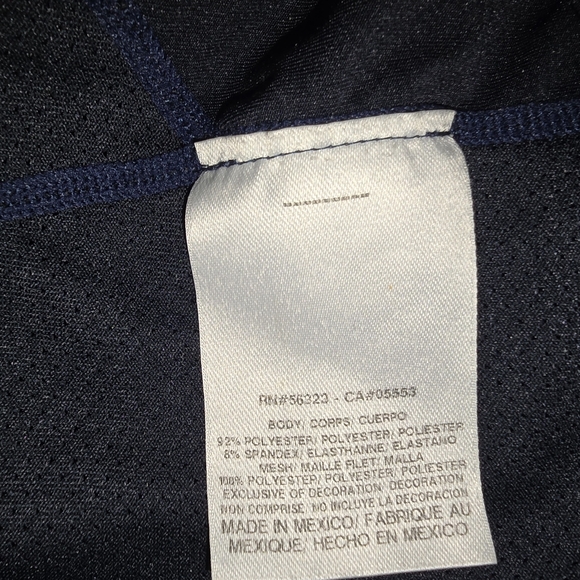 RN#56323 - CA#05553
BODY/ CORPS/ CUERPO
92% POLYESTER/ POLYESTER/ POLIESTER
8% SPANDEX/ ELASTHANNE/ ELASTANO
MESH/ MAILLE FILET/ MALLA
100% POLYESTER/ POLYESTER/ POLIESTER
EXCLUSIVE OF DECORATION/ DECORATION
NON COMPRISE/ NO INCLUYE LA DECORACION
MADE IN MEXICO/ FABRIQUE AU
MEXIQUE/ HECHO EN MEXICO